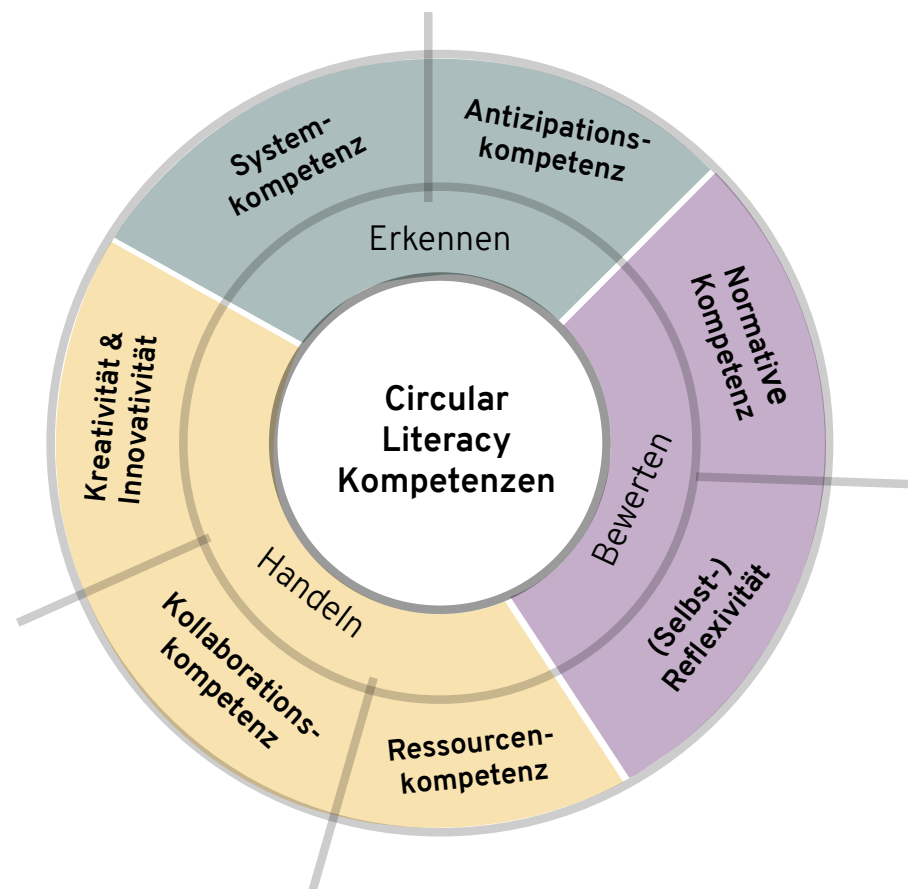 System-
kompetenz
Antizipations-
kompetenz
Erkennen
Normative
Kompetenz
Kreativität &
Innovativität
Circular
Literacy
Kompetenzen
Bewerten
Handeln
(Selbst-)
Reflexivität
Kollaborations-
kompetenz
Ressourcen-
kompetenz